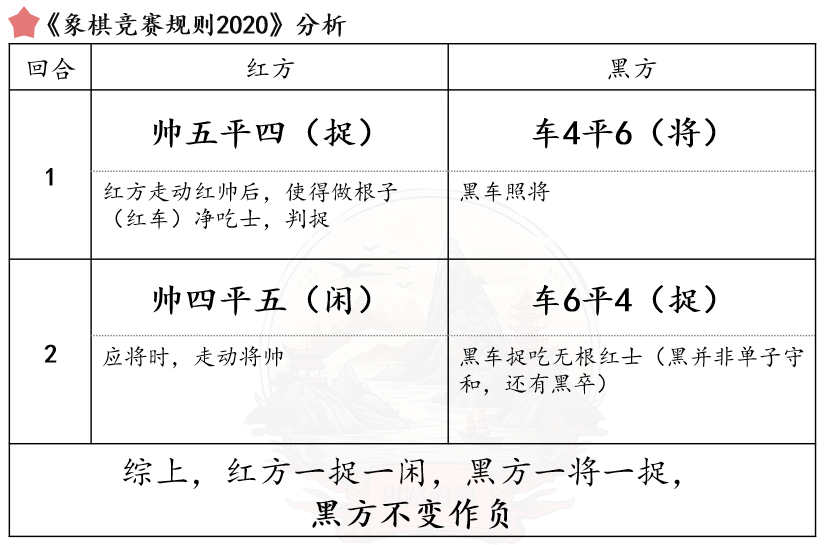 《象棋竞赛规则2020》分析
回合 红方 黑方
帅五平四（捉） 车4平6（将）
1
红方走动红帅后，使得做根子 黑车照将
（红车）净吃士，判捉
帅四平五（闲） 车6平4（捉）
2
应将时，走动将帅 黑车捉吃无根红士（黑并非单子守
和，还有黑卒）
综上，红方一捉一闲，黑方一将一捉，
黑方不变作负